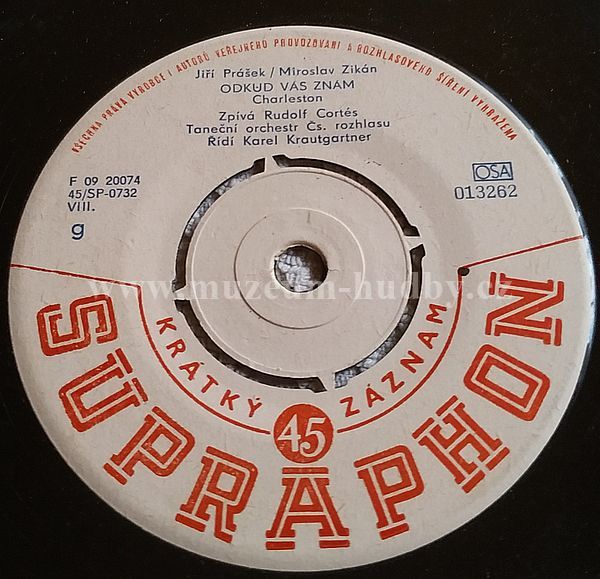 VŠECHNA PRÁVA VÝROBCE I AUTORŮ VEŘEJNÉHO PROVOZOVÁNÍ A ROZHLASOVÉHO ŠÍŘENÍ VYHRAŽENA
Jiří Prášek / Miroslav Zikán
ODKUD VÁS ZNÁM
Charleston
Zpívá Rudolf Cortés
Taneční orchestr Čs. rozhlasu
Řídí Karel Krautgartner
F 09 20074
45/SP-0732
VIII.
g
OSA
013262
www.muzeum-hudby.cz
KRÁTKÝ 45 ZÁZNAM
SUPRAPHON